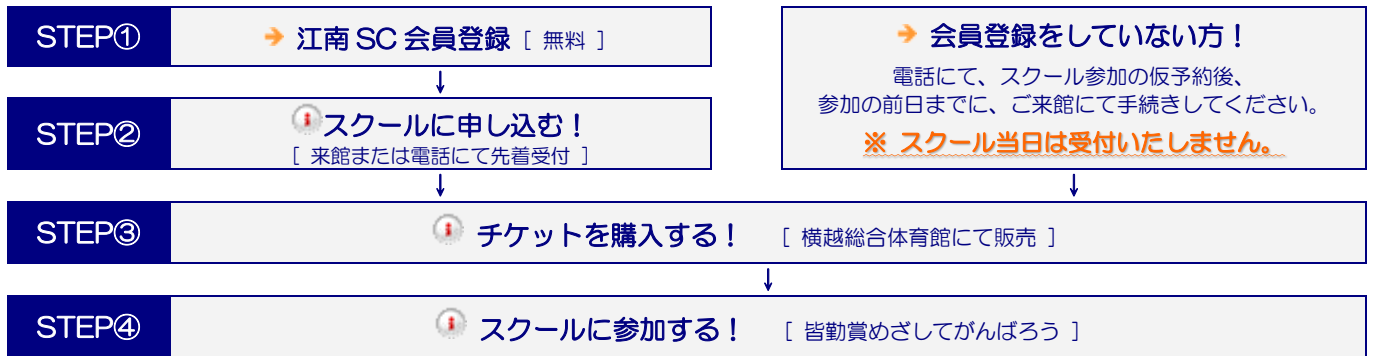 STEP①
江南 SC 会員登録 [ 無料 ]
STEP②
スクールに申し込む！
[ 来館または電話にて先着受付 ]
会員登録をしていない方！
電話にて、スクール参加の仮予約後、
参加の前日までに、ご来館にて手続きしてください。
※ スクール当日は受付いたしません。
STEP③
チケットを購入する！ [ 横越総合体育館にて販売 ]
STEP④
スクールに参加する！ [ 皆勤賞めざしてがんばろう ]